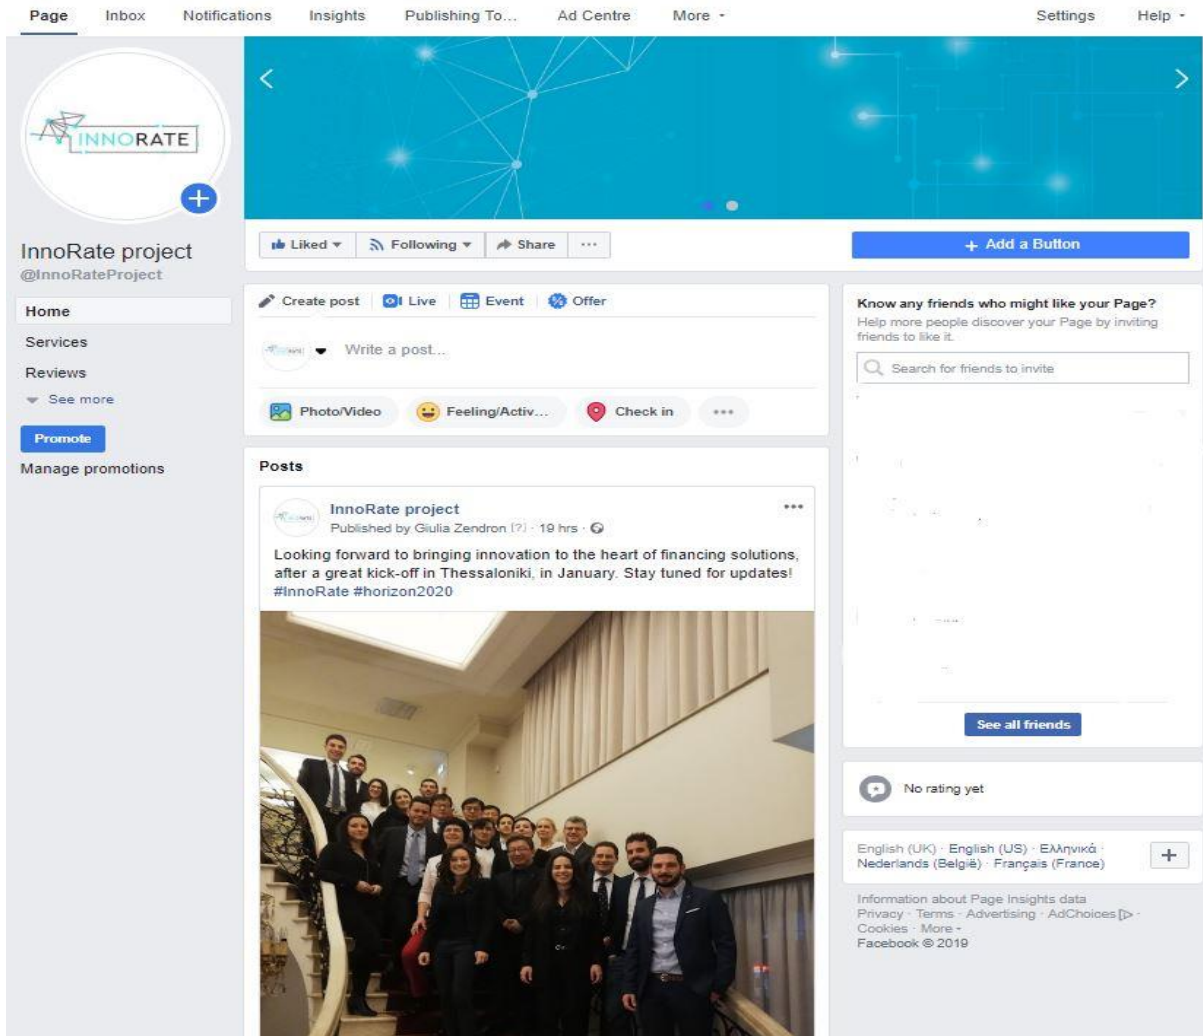 Page Inbox Notifications Insights Publishing To... Ad Centre More Settings Help
INNORATE
InnoRate project
@InnoRateProject
Home
Services
Reviews
See more
Promote
Manage promotions
Liked Following Share ...
+ Add a Button
Create post Live Event Offer
Write a post...
Photo/Video Feeling/Activ... Check in ...
Posts
InnoRate project
Published by Giulia Zendron [?] · 19 hrs ·
Looking forward to bringing innovation to the heart of financing solutions,
after a great kick-off in Thessaloniki, in January. Stay tuned for updates!
#InnoRate #horizon2020
Know any friends who might like your Page?
Help more people discover your Page by inviting
friends to like it.
Search for friends to invite
See all friends
No rating yet
English (UK) · English (US) · Ελληνικά ·
Nederlands (België) · Français (France)
Information about Page Insights data
Privacy · Terms · Advertising · AdChoices ·
Cookies · More
Facebook © 2019